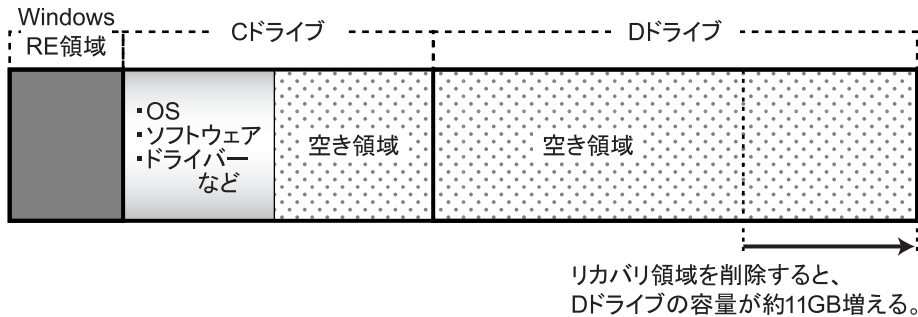 Windows
RE領域
Cドライブ
Dドライブ
・OS
・ソフトウェア
・ドライバー
など
空き領域
空き領域
リカバリ領域を削除すると、
Dドライブの容量が約11GB増える。